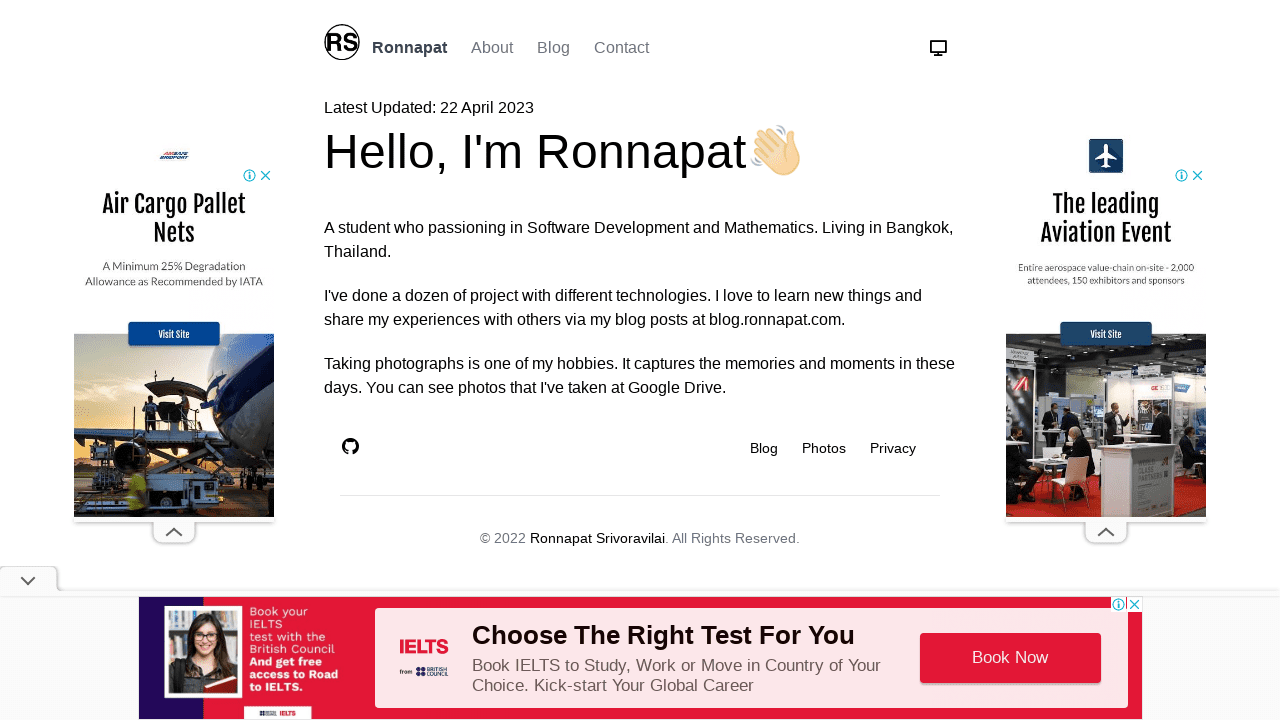 RS Ronnapat About Blog Contact
Latest Updated: 22 April 2023
Hello, I'm Ronnapat
A student who passioning in Software Development and Mathematics. Living in Bangkok,
Thailand.
I've done a dozen of project with different technologies. I love to learn new things and
share my experiences with others via my blog posts at blog.ronnapat.com.
Taking photographs is one of my hobbies. It captures the memories and moments in these
days. You can see photos that I've taken at Google Drive.
Blog Photos Privacy
© 2022 Ronnapat Srivoravilai. All Rights Reserved.
Air Cargo Pallet
Nets
A Minimum 25% Degradation
Allowance as Recommended by IATA
Visit Site
The leading
Aviation Event
Entire aerospace value-chain on-site - 2,000
attendees, 150 exhibitors and sponsors
Visit Site
Book your
IELTS
test with the
British Council
And get free
access to Road
to IELTS.
BRITISH COUNCIL IELTS
IELTS
from BRITISH COUNCIL
Choose The Right Test For You
Book IELTS to Study, Work or Move in Country of Your
Choice. Kick-start Your Global Career
Book Now